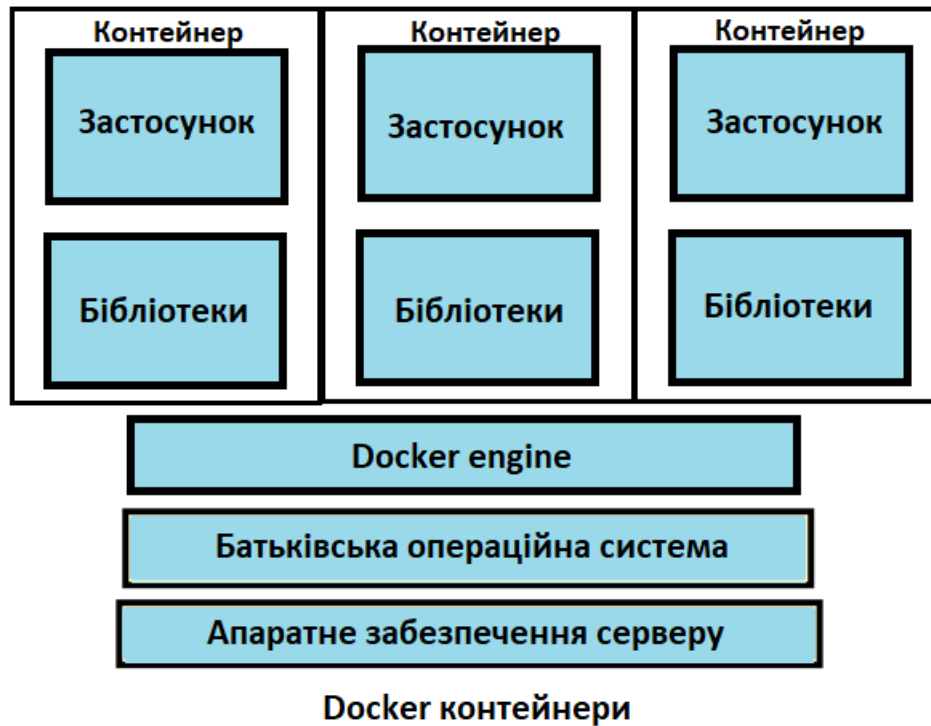 Контейнер Контейнер Контейнер
Застосунок Застосунок Застосунок
Бібліотеки Бібліотеки Бібліотеки
Docker engine
Батьківська операційна система
Апаратне забезпечення серверу
Docker контейнери